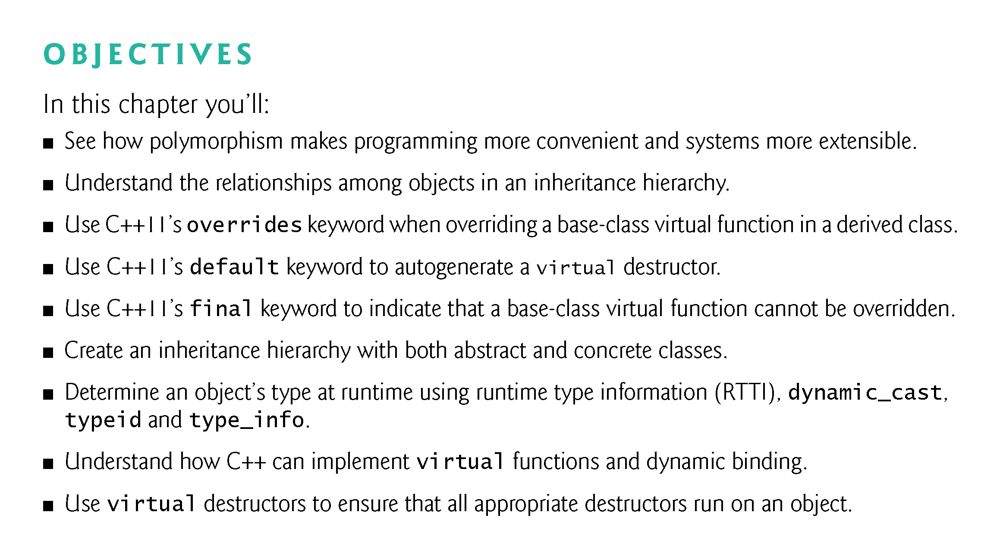 OBJECTIVES
In this chapter you’ll:
■ See how polymorphism makes programming more convenient and systems more extensible.
■ Understand the relationships among objects in an inheritance hierarchy.
■ Use C++11’s overrides keyword when overriding a base-class virtual function in a derived class.
■ Use C++11’s default keyword to autogenerate a virtual destructor.
■ Use C++11’s final keyword to indicate that a base-class virtual function cannot be overridden.
■ Create an inheritance hierarchy with both abstract and concrete classes.
■ Determine an object’s type at runtime using runtime type information (RTTI), dynamic_cast,
typeid and type_info.
■ Understand how C++ can implement virtual functions and dynamic binding.
■ Use virtual destructors to ensure that all appropriate destructors run on an object.